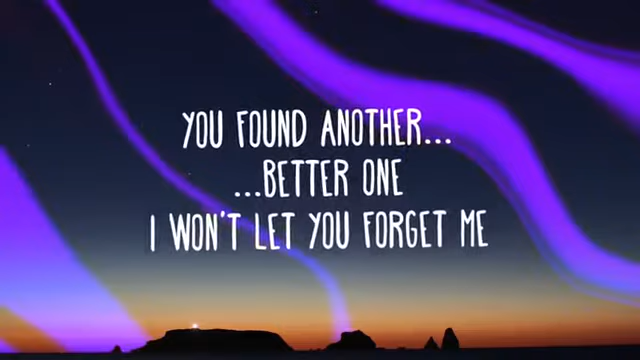 YOU FOUND ANOTHER...
...BETTER ONE
I WON'T LET YOU FORGET ME